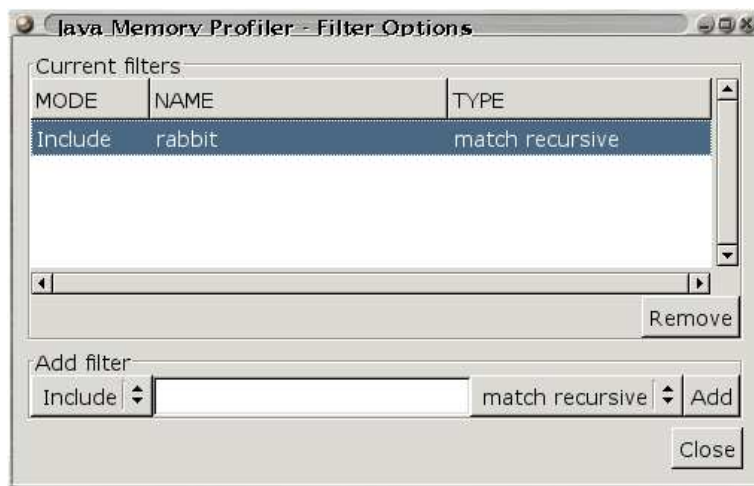 Java Memory Profiler - Filter Options
Current filters
MODE NAME TYPE
Include rabbit match recursive
Remove
Add filter
Include match recursive Add
Close